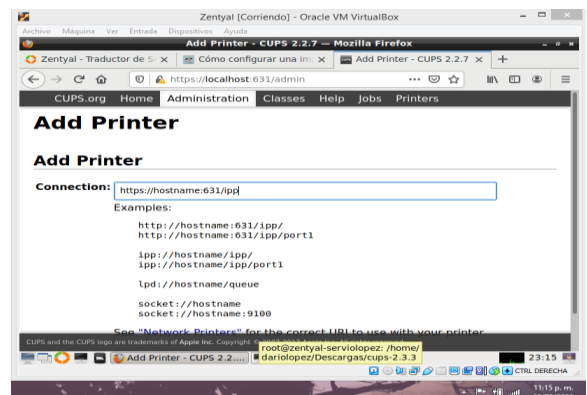 Zentyal [Corriendo] - Oracle VM VirtualBox
Archivo Máquina Ver Entrada Dispositivos Ayuda
Add Printer - CUPS 2.2.7 — Mozilla Firefox
Zentyal - Traductor de S
Cómo configurar una im
Add Printer - CUPS 2.2.7
https://localhost:631/admin
CUPS.org Home Administration Classes Help Jobs Printers
Add Printer
Add Printer
Connection: https://hostname:631/ipp
Examples:
http://hostname:631/ipp/
http://hostname:631/ipp/port1
ipp://hostname/ipp/
ipp://hostname/ipp/port1
lpd://hostname/queue
socket://hostname
socket://hostname:9100
See "Network Printers" for the correct URI to use with your printer.
CUPS and the CUPS logo are trademarks of Apple Inc. Copyright ©
root@zentyal-serviolopez: /home/
dariolopez/Descargas/cups-2.3.3
Add Printer - CUPS 2.2....
23:15
CTRL DERECHA
11:15 p. m.